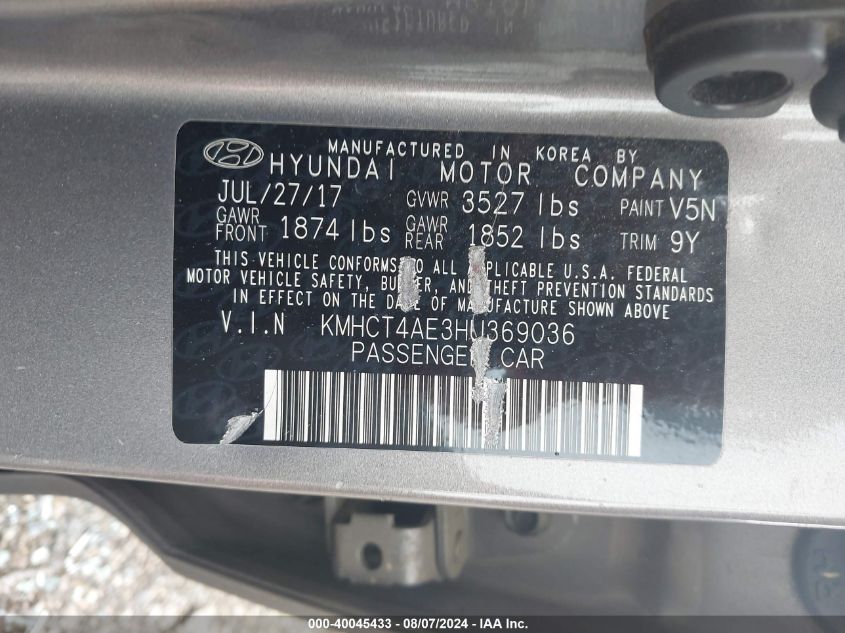 MANUFACTURED IN KOREA BY
HYUNDAI MOTOR COMPANY
JUL/27/17 GVWR 3527 lbs PAINT V5N
GAWR FRONT 1874 lbs GAWR REAR 1852 lbs TRIM 9Y
THIS VEHICLE CONFORMS TO ALL APPLICABLE U.S.A. FEDERAL
MOTOR VEHICLE SAFETY, BUMPER, AND THEFT PREVENTION STANDARDS
IN EFFECT ON THE DATE OF MANUFACTURE SHOWN ABOVE
V.I.N KMHCT4AE3HU369036
PASSENGER CAR
000-40045433 - 08/07/2024 - IAA Inc.